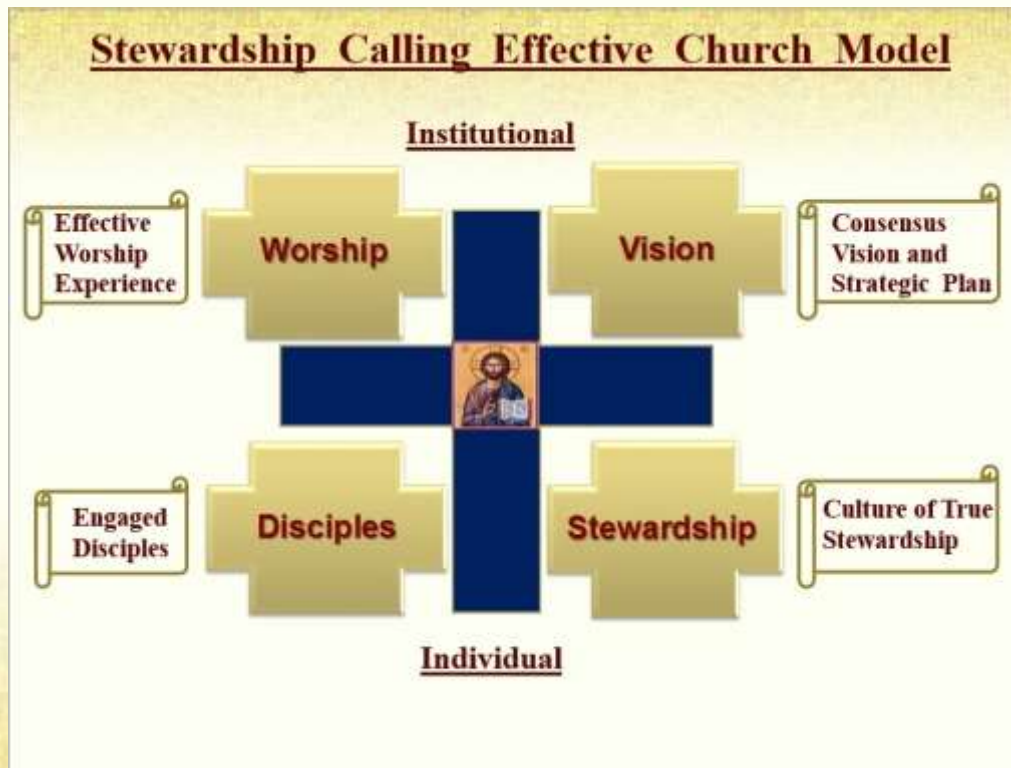 Stewardship Calling Effective Church Model
Institutional
Effective
Worship
Experience
Worship
Vision
Consensus
Vision and
Strategic Plan
Engaged
Disciples
Disciples
Stewardship
Culture of True
Stewardship
Individual